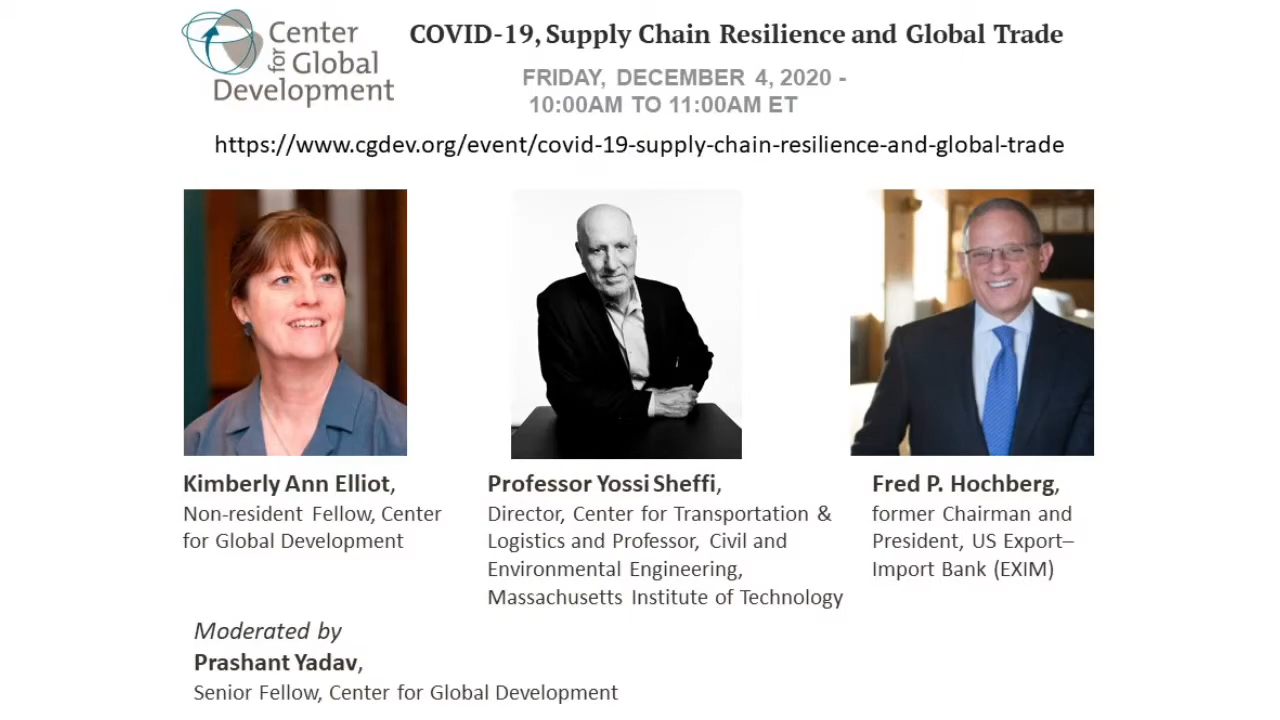 Center
for Global
Development
COVID-19, Supply Chain Resilience and Global Trade
FRIDAY, DECEMBER 4, 2020 -
10:00AM TO 11:00AM ET
https://www.cgdev.org/event/covid-19-supply-chain-resilience-and-global-trade
Kimberly Ann Elliot,
Non-resident Fellow, Center
for Global Development
Professor Yossi Sheffi,
Director, Center for Transportation &
Logistics and Professor, Civil and
Environmental Engineering,
Massachusetts Institute of Technology
Fred P. Hochberg,
former Chairman and
President, US Export–
Import Bank (EXIM)
Moderated by
Prashant Yadav,
Senior Fellow, Center for Global Development